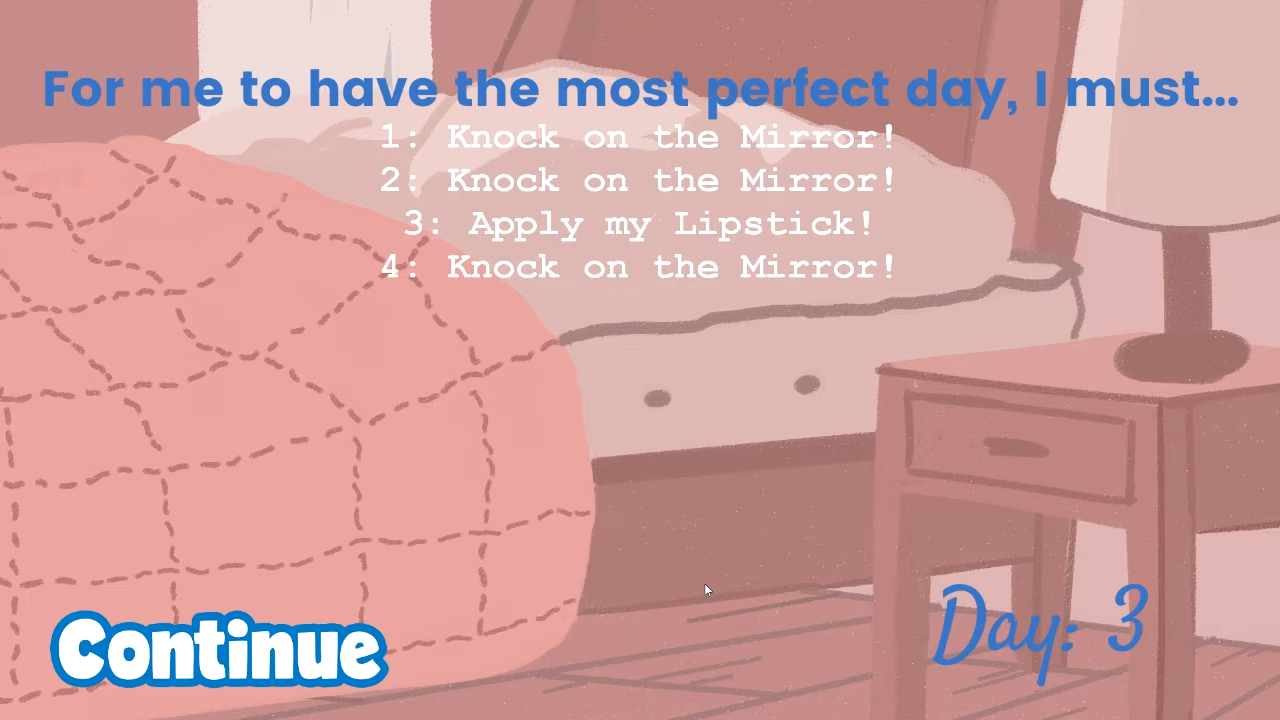 For me to have the most perfect day, I must...
1: Knock on the Mirror!
2: Knock on the Mirror!
3: Apply my Lipstick!
4: Knock on the Mirror!
Continue
Day: 3